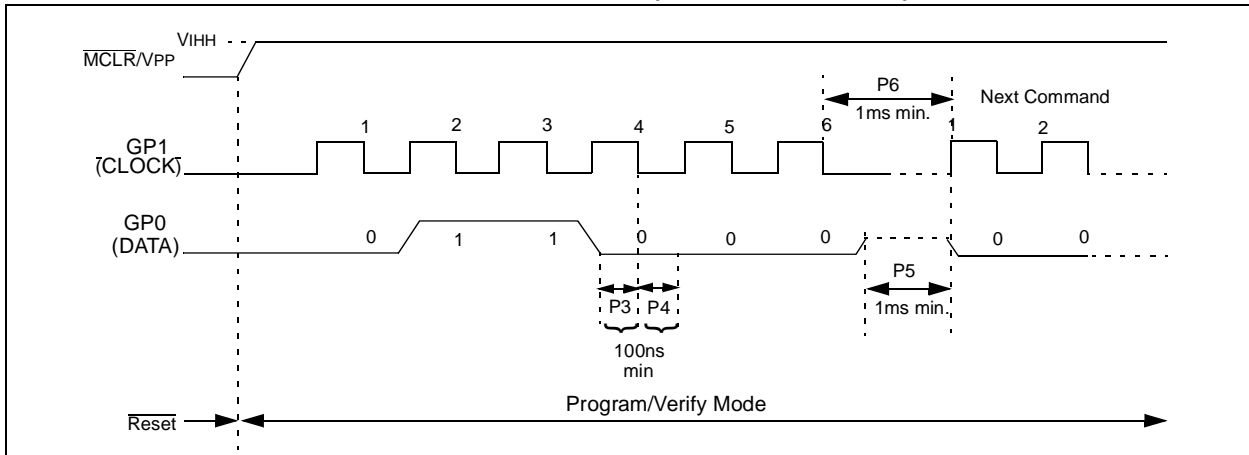 VIHH
MCLR/VPP
P6
1ms min.
Next Command
1 2 3 4 5 6 1 2
GP1
(CLOCK)
GP0
(DATA)
0 1 1 0 0 0 0 0
P3 P4
P5
1ms min.
100ns
min
Program/Verify Mode
Reset